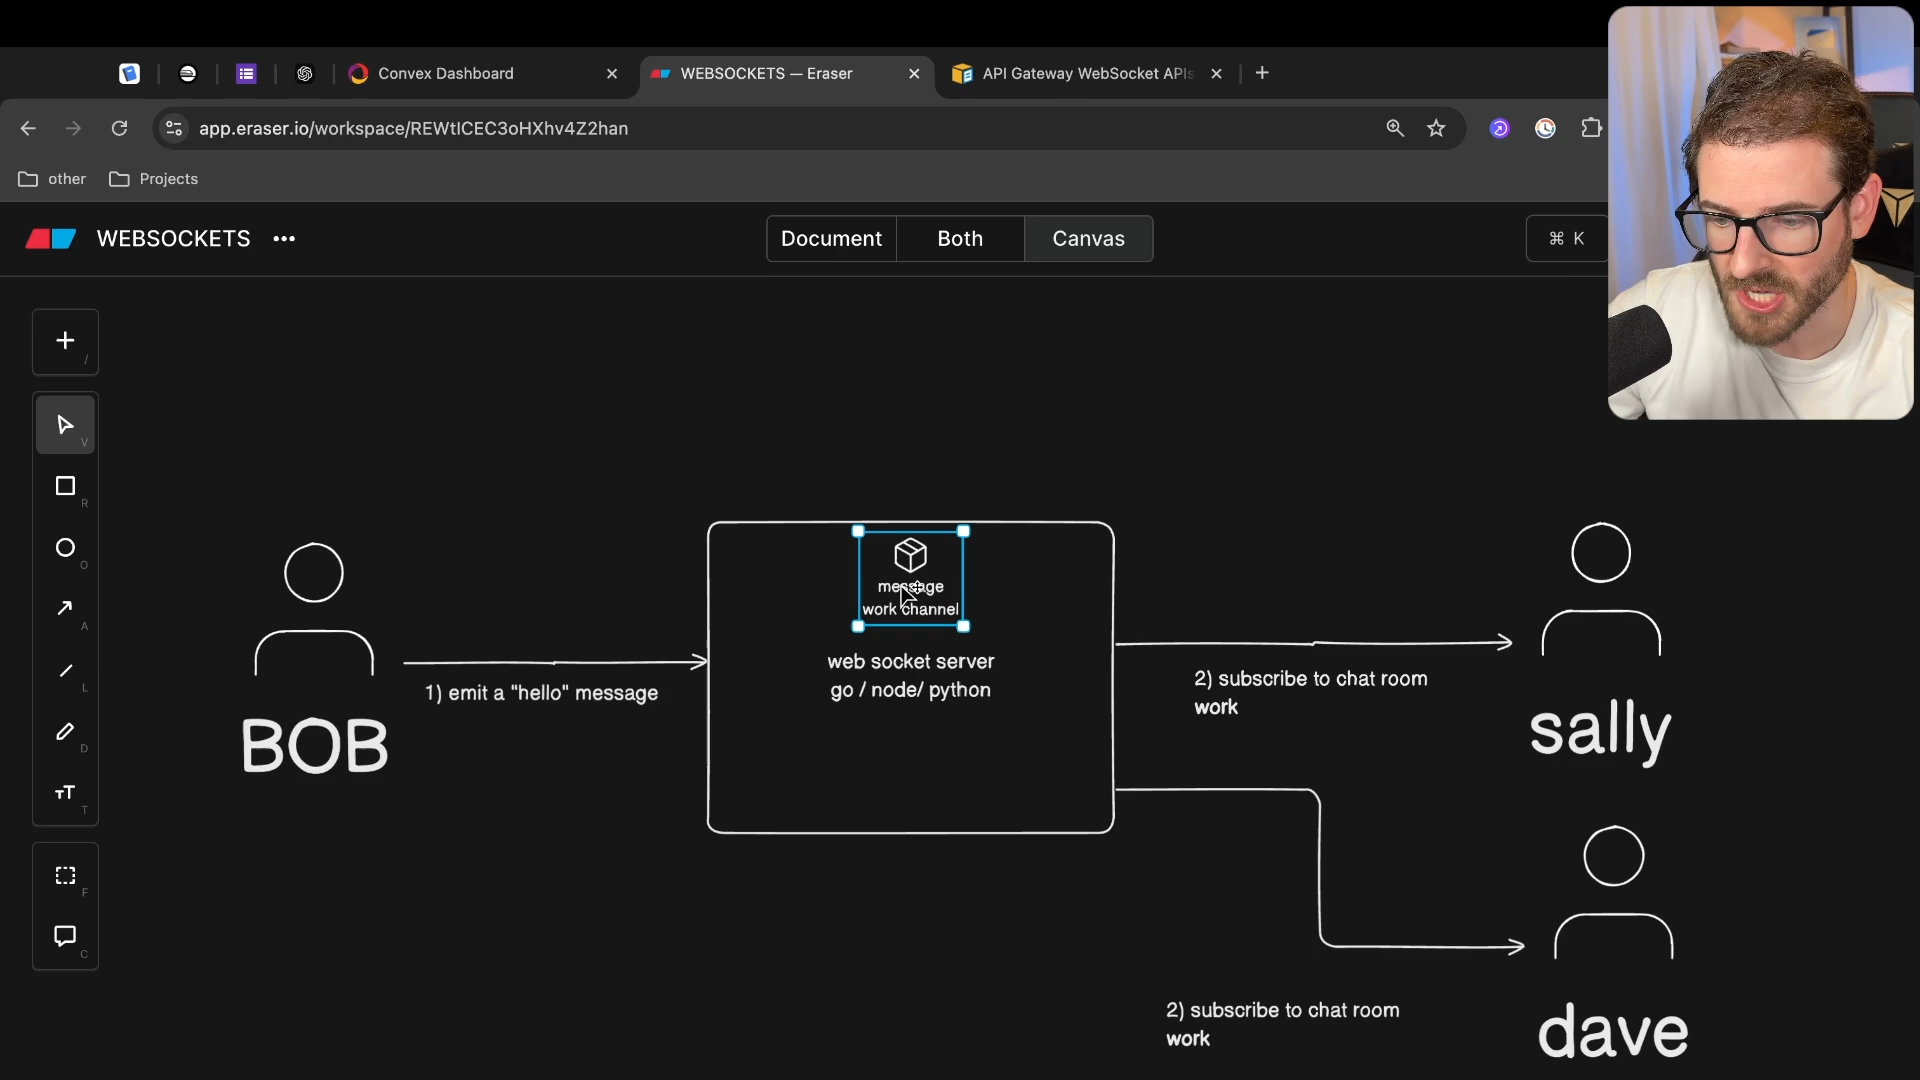 Convex Dashboard
WEBSOCKETS — Eraser
API Gateway WebSocket APIs
app.eraser.io/workspace/REWtICEC3oHXhv4Z2han
other
Projects
WEBSOCKETS
Document
Both
Canvas
⌘ K
/
V
R
O
A
L
D
T
F
C
message
work channel
web socket server
go / node/ python
1) emit a "hello" message
BOB
2) subscribe to chat room
work
sally
2) subscribe to chat room
work
dave